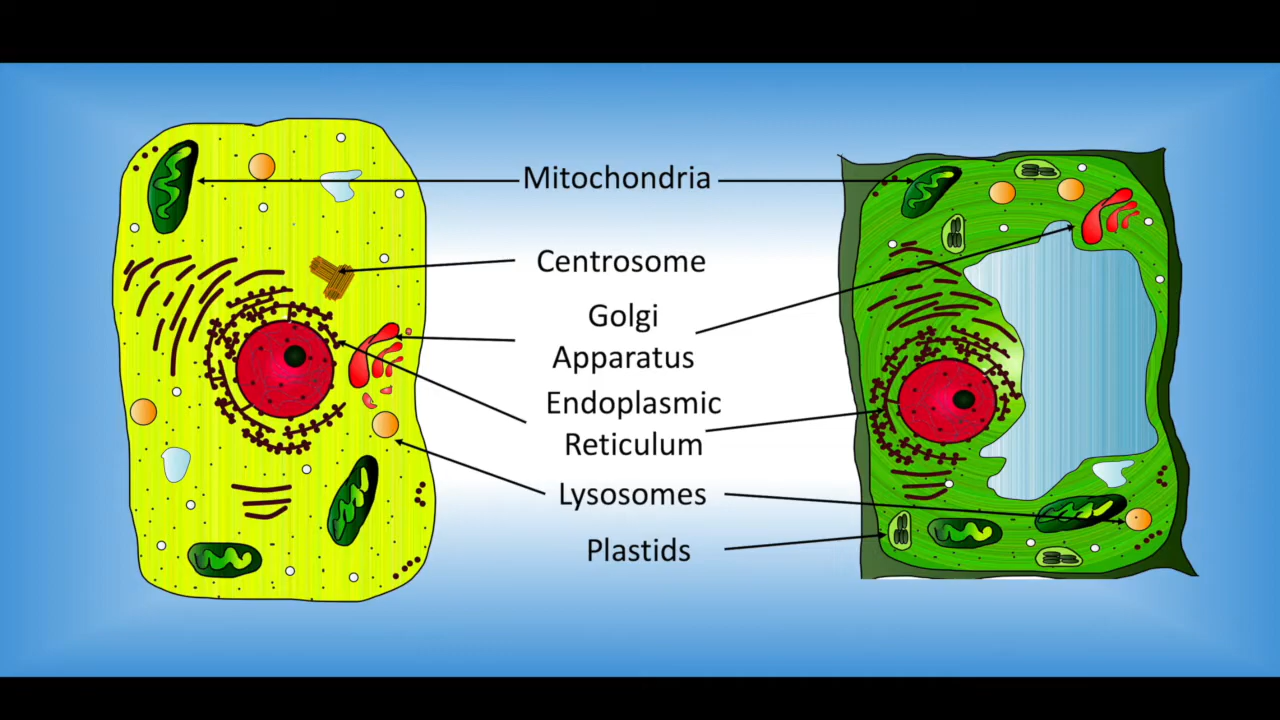 Mitochondria
Centrosome
Golgi
Apparatus
Endoplasmic
Reticulum
Lysosomes
Plastids